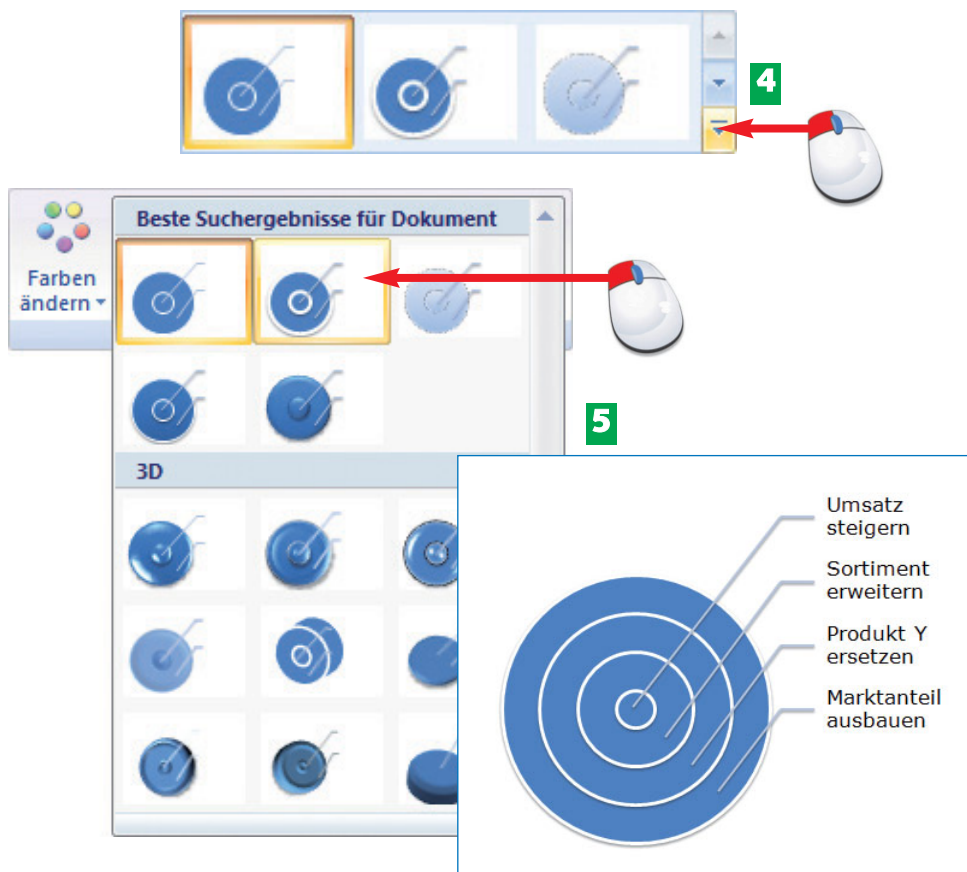 4
Beste Suchergebnisse für Dokument
Farben
ändern
5
3D
Umsatz
steigern
Sortiment
erweitern
Produkt Y
ersetzen
Marktanteil
ausbauen